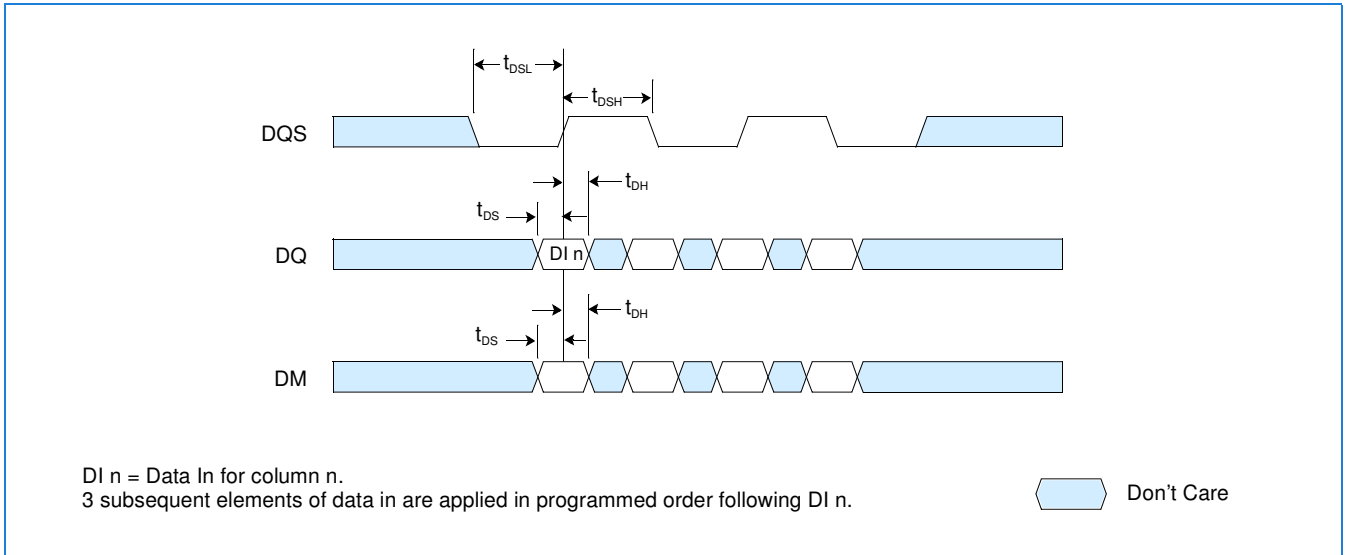 tDSL
tDSH
DQS
tDH
tDS
DQ
DI n
tDH
tDS
DM
DI n = Data In for column n.
3 subsequent elements of data in are applied in programmed order following DI n.
Don't Care